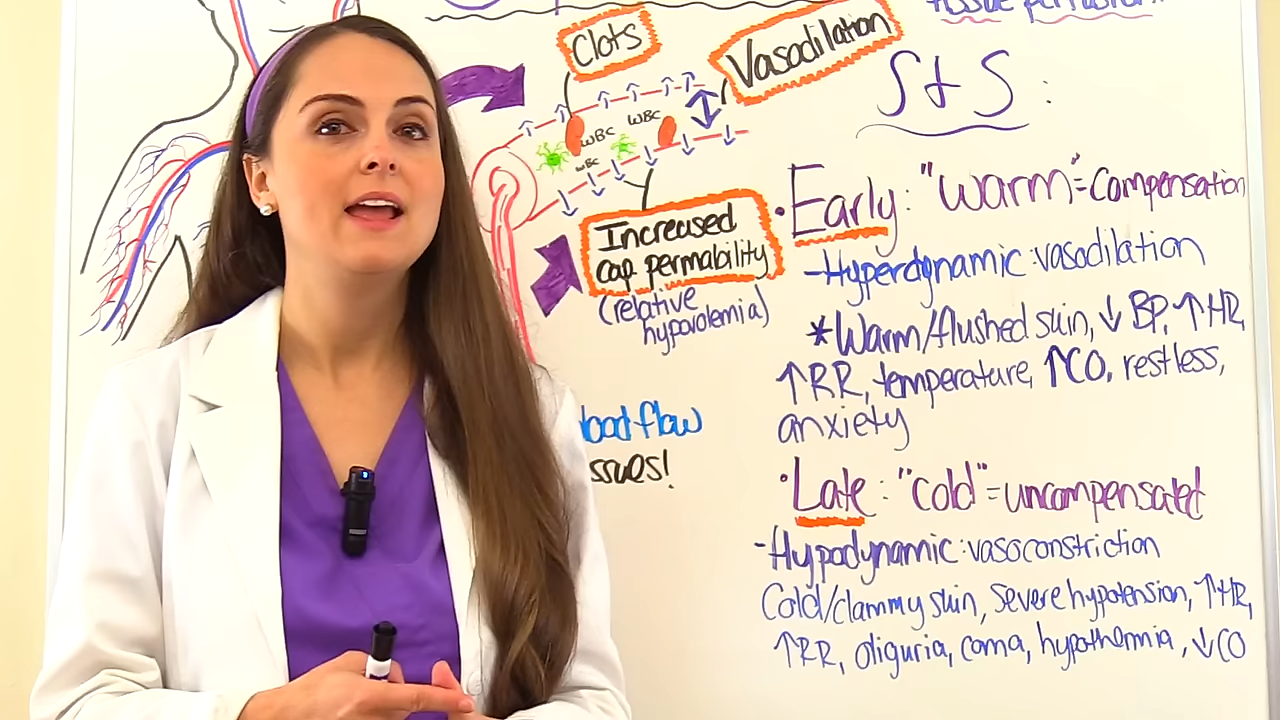 tissue perfusion.
Clots
Vasodilation
WBC
WBC
WBC
Increased
cap permability
(relative
hypovolemia)
S+S:
• Early: "warm"=compensation
-Hyperdynamic:vasodilation
*Warm/flushed skin, ↓ BP, ↑ HR,
↑RR, temperature, ↑CO, restless,
anxiety
• Late: "cold"=uncompensated
-Hypodynamic:vasoconstriction
Cold/clammy skin, severe hypotension, ↑HR,
↑RR, oliguria, coma, hypothermia, ↓CO
flow
ssues!